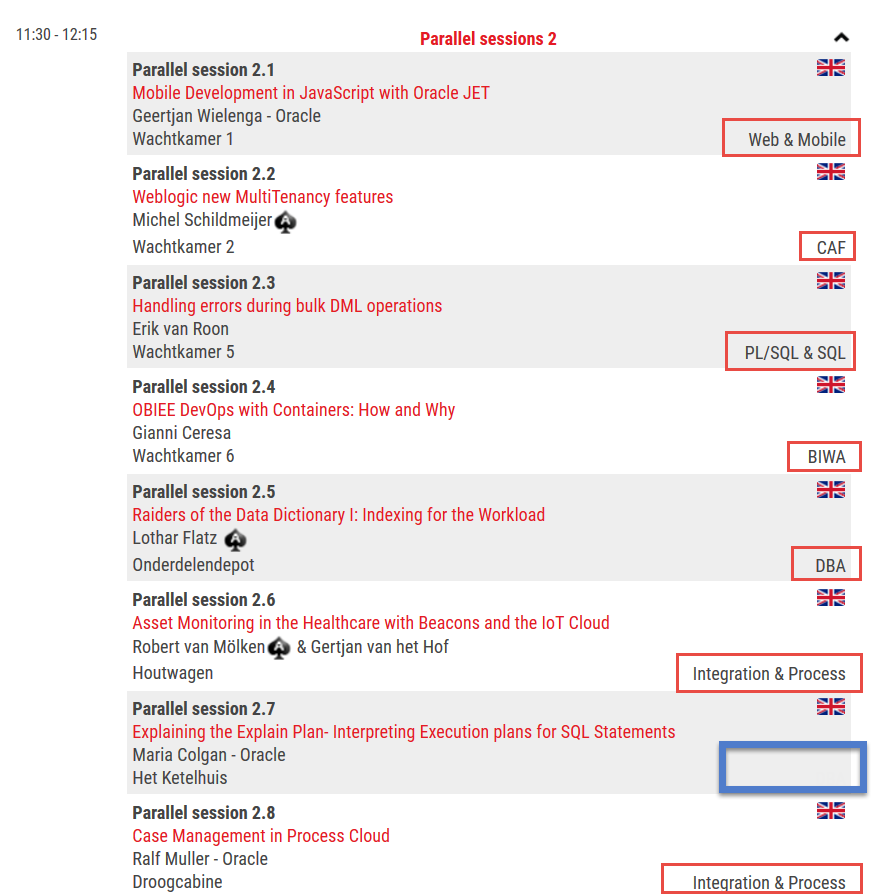 11:30 - 12:15
Parallel sessions 2
Parallel session 2.1
Mobile Development in JavaScript with Oracle JET
Geertjan Wielenga - Oracle
Wachtkamer 1
Web & Mobile
Parallel session 2.2
Weblogic new MultiTenancy features
Michel Schildmeijer
Wachtkamer 2
CAF
Parallel session 2.3
Handling errors during bulk DML operations
Erik van Roon
Wachtkamer 5
PL/SQL & SQL
Parallel session 2.4
OBIEE DevOps with Containers: How and Why
Gianni Ceresa
Wachtkamer 6
BIWA
Parallel session 2.5
Raiders of the Data Dictionary I: Indexing for the Workload
Lothar Flatz
Onderdelendepot
DBA
Parallel session 2.6
Asset Monitoring in the Healthcare with Beacons and the IoT Cloud
Robert van Mölken & Gertjan van het Hof
Houtwagen
Integration & Process
Parallel session 2.7
Explaining the Explain Plan- Interpreting Execution plans for SQL Statements
Maria Colgan - Oracle
Het Ketelhuis
Parallel session 2.8
Case Management in Process Cloud
Ralf Muller - Oracle
Droogcabine
Integration & Process